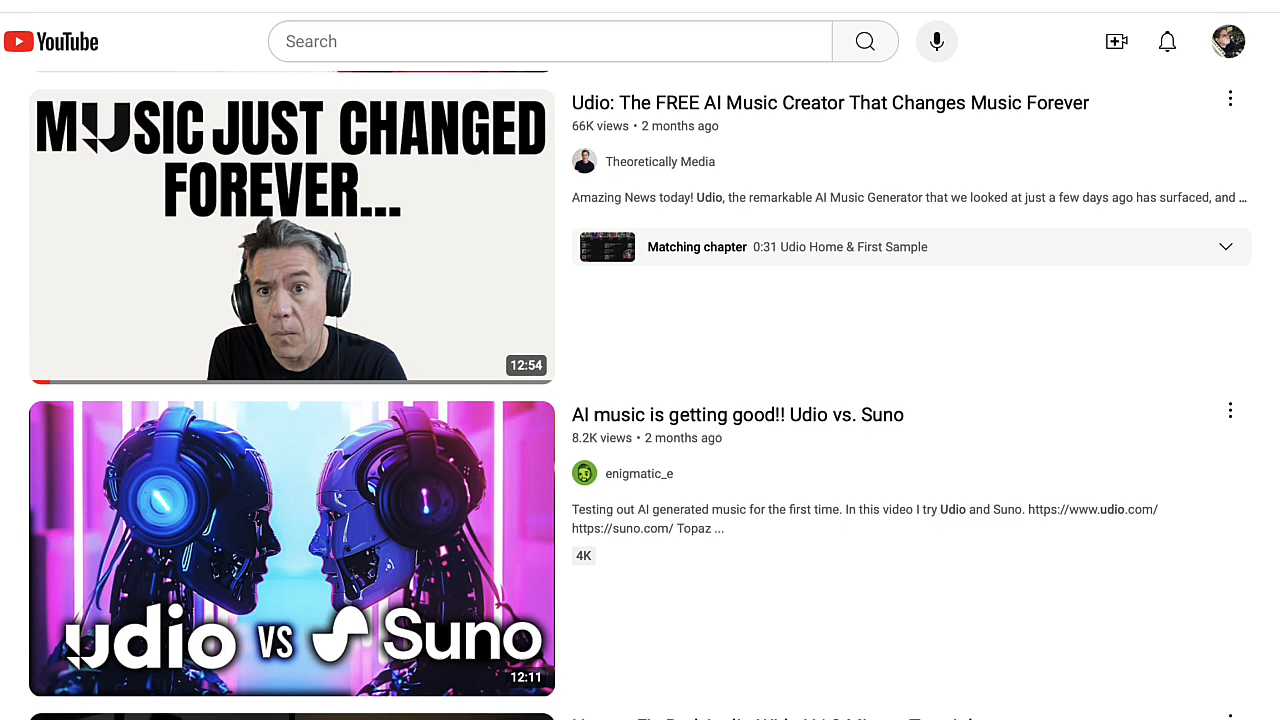 YouTube
Search
MUSIC JUST CHANGED
FOREVER...
12:54
Udio: The FREE AI Music Creator That Changes Music Forever
66K views • 2 months ago
Theoretically Media
Amazing News today! Udio, the remarkable AI Music Generator that we looked at just a few days ago has surfaced, and ...
Matching chapter 0:31 Udio Home & First Sample
udio vs Suno
12:11
AI music is getting good!! Udio vs. Suno
8.2K views • 2 months ago
enigmatic_e
Testing out AI generated music for the first time. In this video I try Udio and Suno. https://www.udio.com/
https://suno.com/ Topaz ...
4K